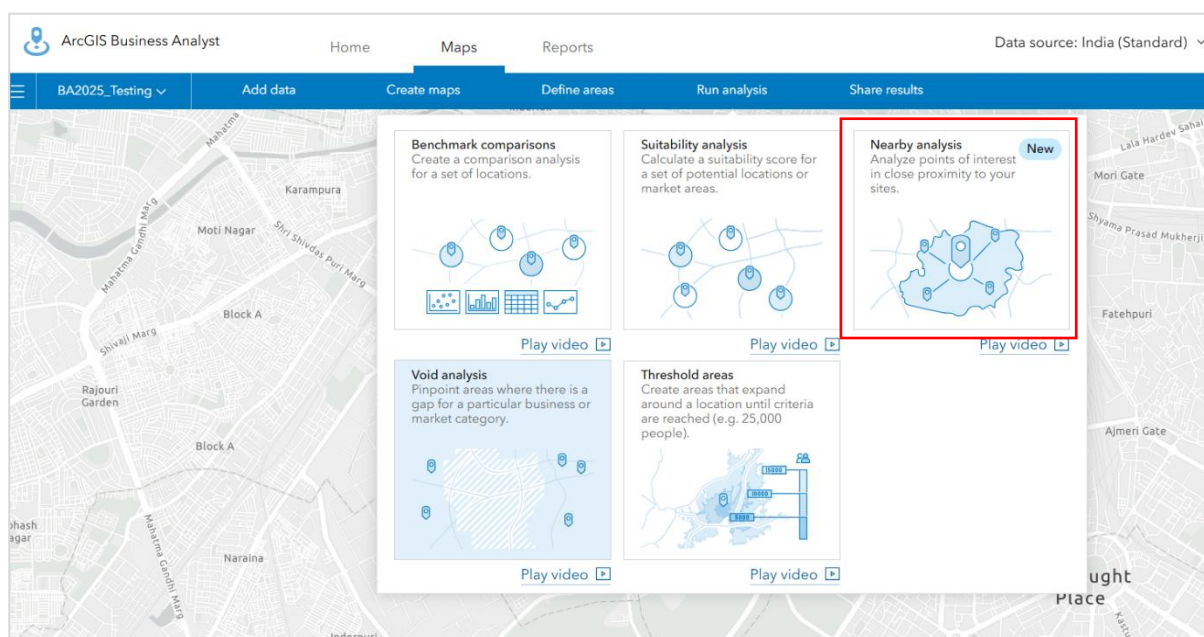 ArcGIS Business Analyst
Home
Maps
Reports
Data source: India (Standard)
BA2025_Testing
Add data
Create maps
Define areas
Run analysis
Share results
Benchmark comparisons
Create a comparison analysis
for a set of locations.
Play video
Suitability analysis
Calculate a suitability score for
a set of potential locations or
market areas.
Play video
Nearby analysis
New
Analyze points of interest
in close proximity to your
sites.
Play video
Void analysis
Pinpoint areas where there is a
gap for a particular business or
market category.
Play video
Threshold areas
Create areas that expand
around a location until criteria
are reached (e.g. 25,000
people).
15000
10000
5000
Play video
Mahatma
Karampura
Moti Nagar
Shri Shivdas Puri Marg
Mahatma Gandhi Marg
Block A
Shivaji Marg
Rajouri
Garden
Block A
Mahatma Gandhi Marg
Naraina
Lala Hardev Sahai
Mori Gate
Shyama Prasad Mukherji
Fatehpuri
Ajmeri Gate
ught
Place
Kasturba